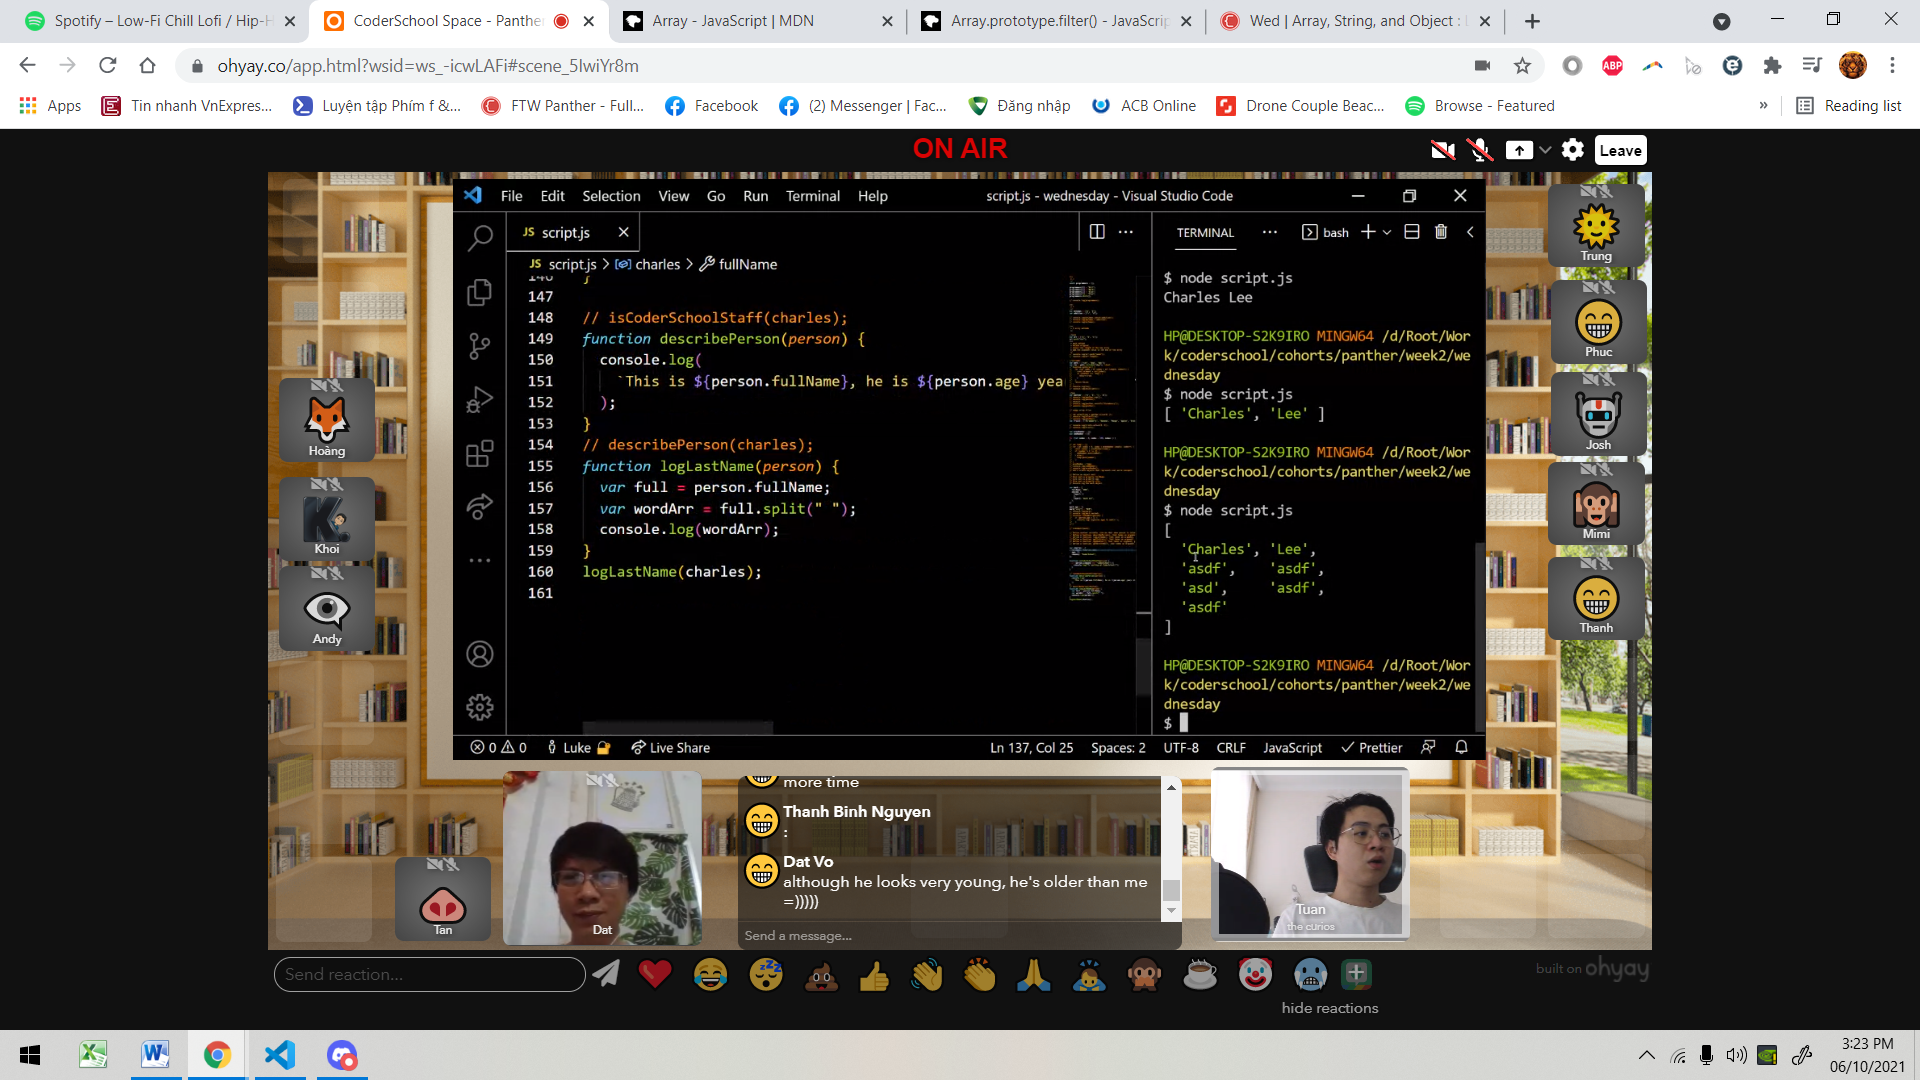 Spotify – Low-Fi Chill Lofi / Hip-H
CoderSchool Space - Panthe
Array - JavaScript | MDN
Array.prototype.filter() - JavaScrip
Wed | Array, String, and Object :
ohyay.co/app.html?wsid=ws_-icwLAFi#scene_5IwiYr8m
ABP
Apps
Tin nhanh VnExpres...
Luyện tập Phím f &...
FTW Panther - Full...
Facebook
(2) Messenger | Fac...
Đăng nhập
ACB Online
Drone Couple Beac...
Browse - Featured
»
Reading list
ON AIR
Leave
File Edit Selection View Go Run Terminal Help
script.js - wednesday - Visual Studio Code
JS script.js
JS script.js > charles > fullName
146 }
147
148 // isCoderSchoolStaff(charles);
149 function describePerson(person) {
150 console.log(
151 `This is ${person.fullName}, he is ${person.age} yea
152 );
153 }
154 // describePerson(charles);
155 function logLastName(person) {
156 var full = person.fullName;
157 var wordArr = full.split(" ");
158 console.log(wordArr);
159 }
160 logLastName(charles);
161
TERMINAL
bash
$ node script.js
Charles Lee
HP@DESKTOP-S2K9IRO MINGW64 /d/Root/Wor
k/coderschool/cohorts/panther/week2/we
dnesday
$ node script.js
[ 'Charles', 'Lee' ]
HP@DESKTOP-S2K9IRO MINGW64 /d/Root/Wor
k/coderschool/cohorts/panther/week2/we
dnesday
$ node script.js
[
'Charles', 'Lee',
'asdf', 'asdf',
'asd', 'asdf',
'asdf'
]
HP@DESKTOP-S2K9IRO MINGW64 /d/Root/Wor
k/coderschool/cohorts/panther/week2/we
dnesday
$
0 0 Luke Live Share
Ln 137, Col 25 Spaces: 2 UTF-8 CRLF JavaScript Prettier
Hoàng
Khoi
Andy
Trung
Phuc
Josh
Mimi
Thanh
Tan
Dat
more time
Thanh Binh Nguyen
:
Dat Vo
although he looks very young, he's older than me
=)))))
Send a message...
Tuan
the curios
Send reaction...
hide reactions
built on ohyay
3:23 PM
06/10/2021